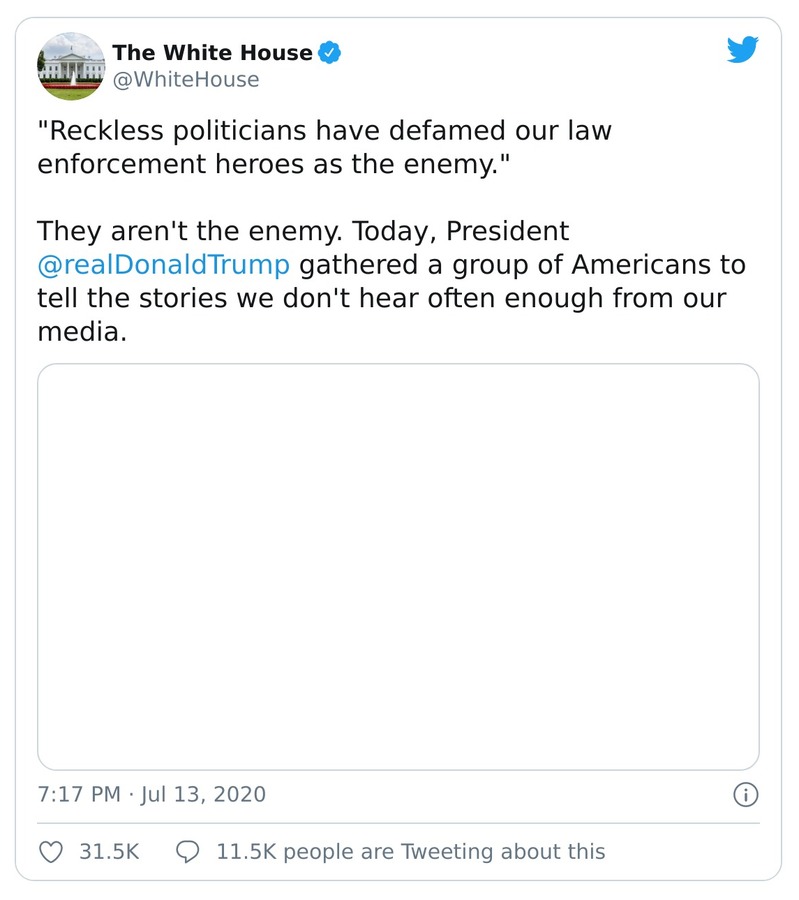 The White House
@WhiteHouse
"Reckless politicians have defamed our law
enforcement heroes as the enemy."
They aren't the enemy. Today, President
@realDonaldTrump gathered a group of Americans to
tell the stories we don't hear often enough from our
media.
7:17 PM · Jul 13, 2020
31.5K 11.5K people are Tweeting about this